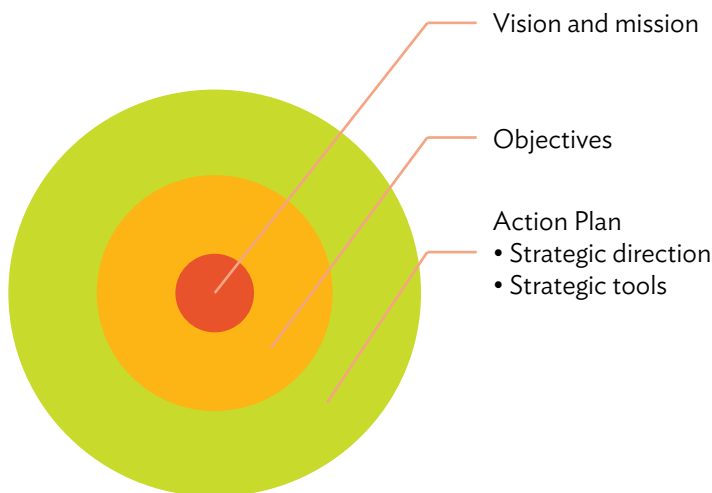 Vision and mission
Objectives
Action Plan
• Strategic direction
• Strategic tools